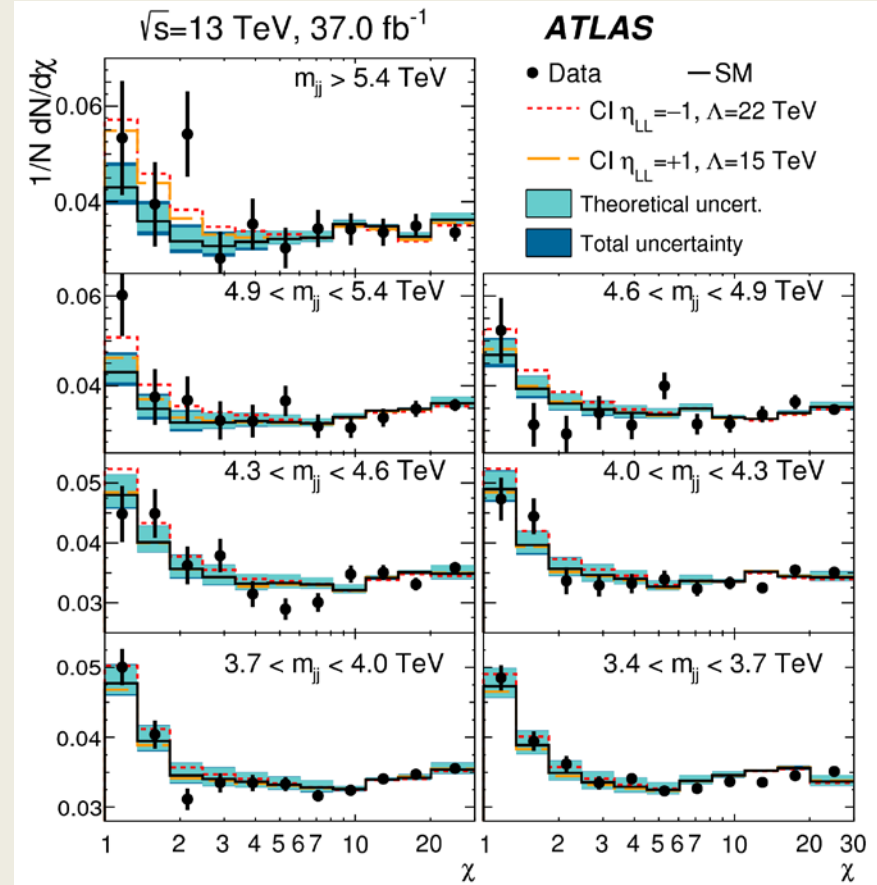 √s=13 TeV, 37.0 fb⁻¹
ATLAS
m_jj > 5.4 TeV
Data
SM
CI η_LL=−1, Λ=22 TeV
CI η_LL=+1, Λ=15 TeV
Theoretical uncert.
Total uncertainty
1/N dN/dχ
0.06
0.04
4.9 < m_jj < 5.4 TeV
4.6 < m_jj < 4.9 TeV
0.06
0.04
4.3 < m_jj < 4.6 TeV
4.0 < m_jj < 4.3 TeV
0.05
0.04
0.03
3.7 < m_jj < 4.0 TeV
3.4 < m_jj < 3.7 TeV
0.05
0.04
0.03
1 2 3 4 5 6 7 10 20
1 2 3 4 5 6 7 10 20 30
χ
χ